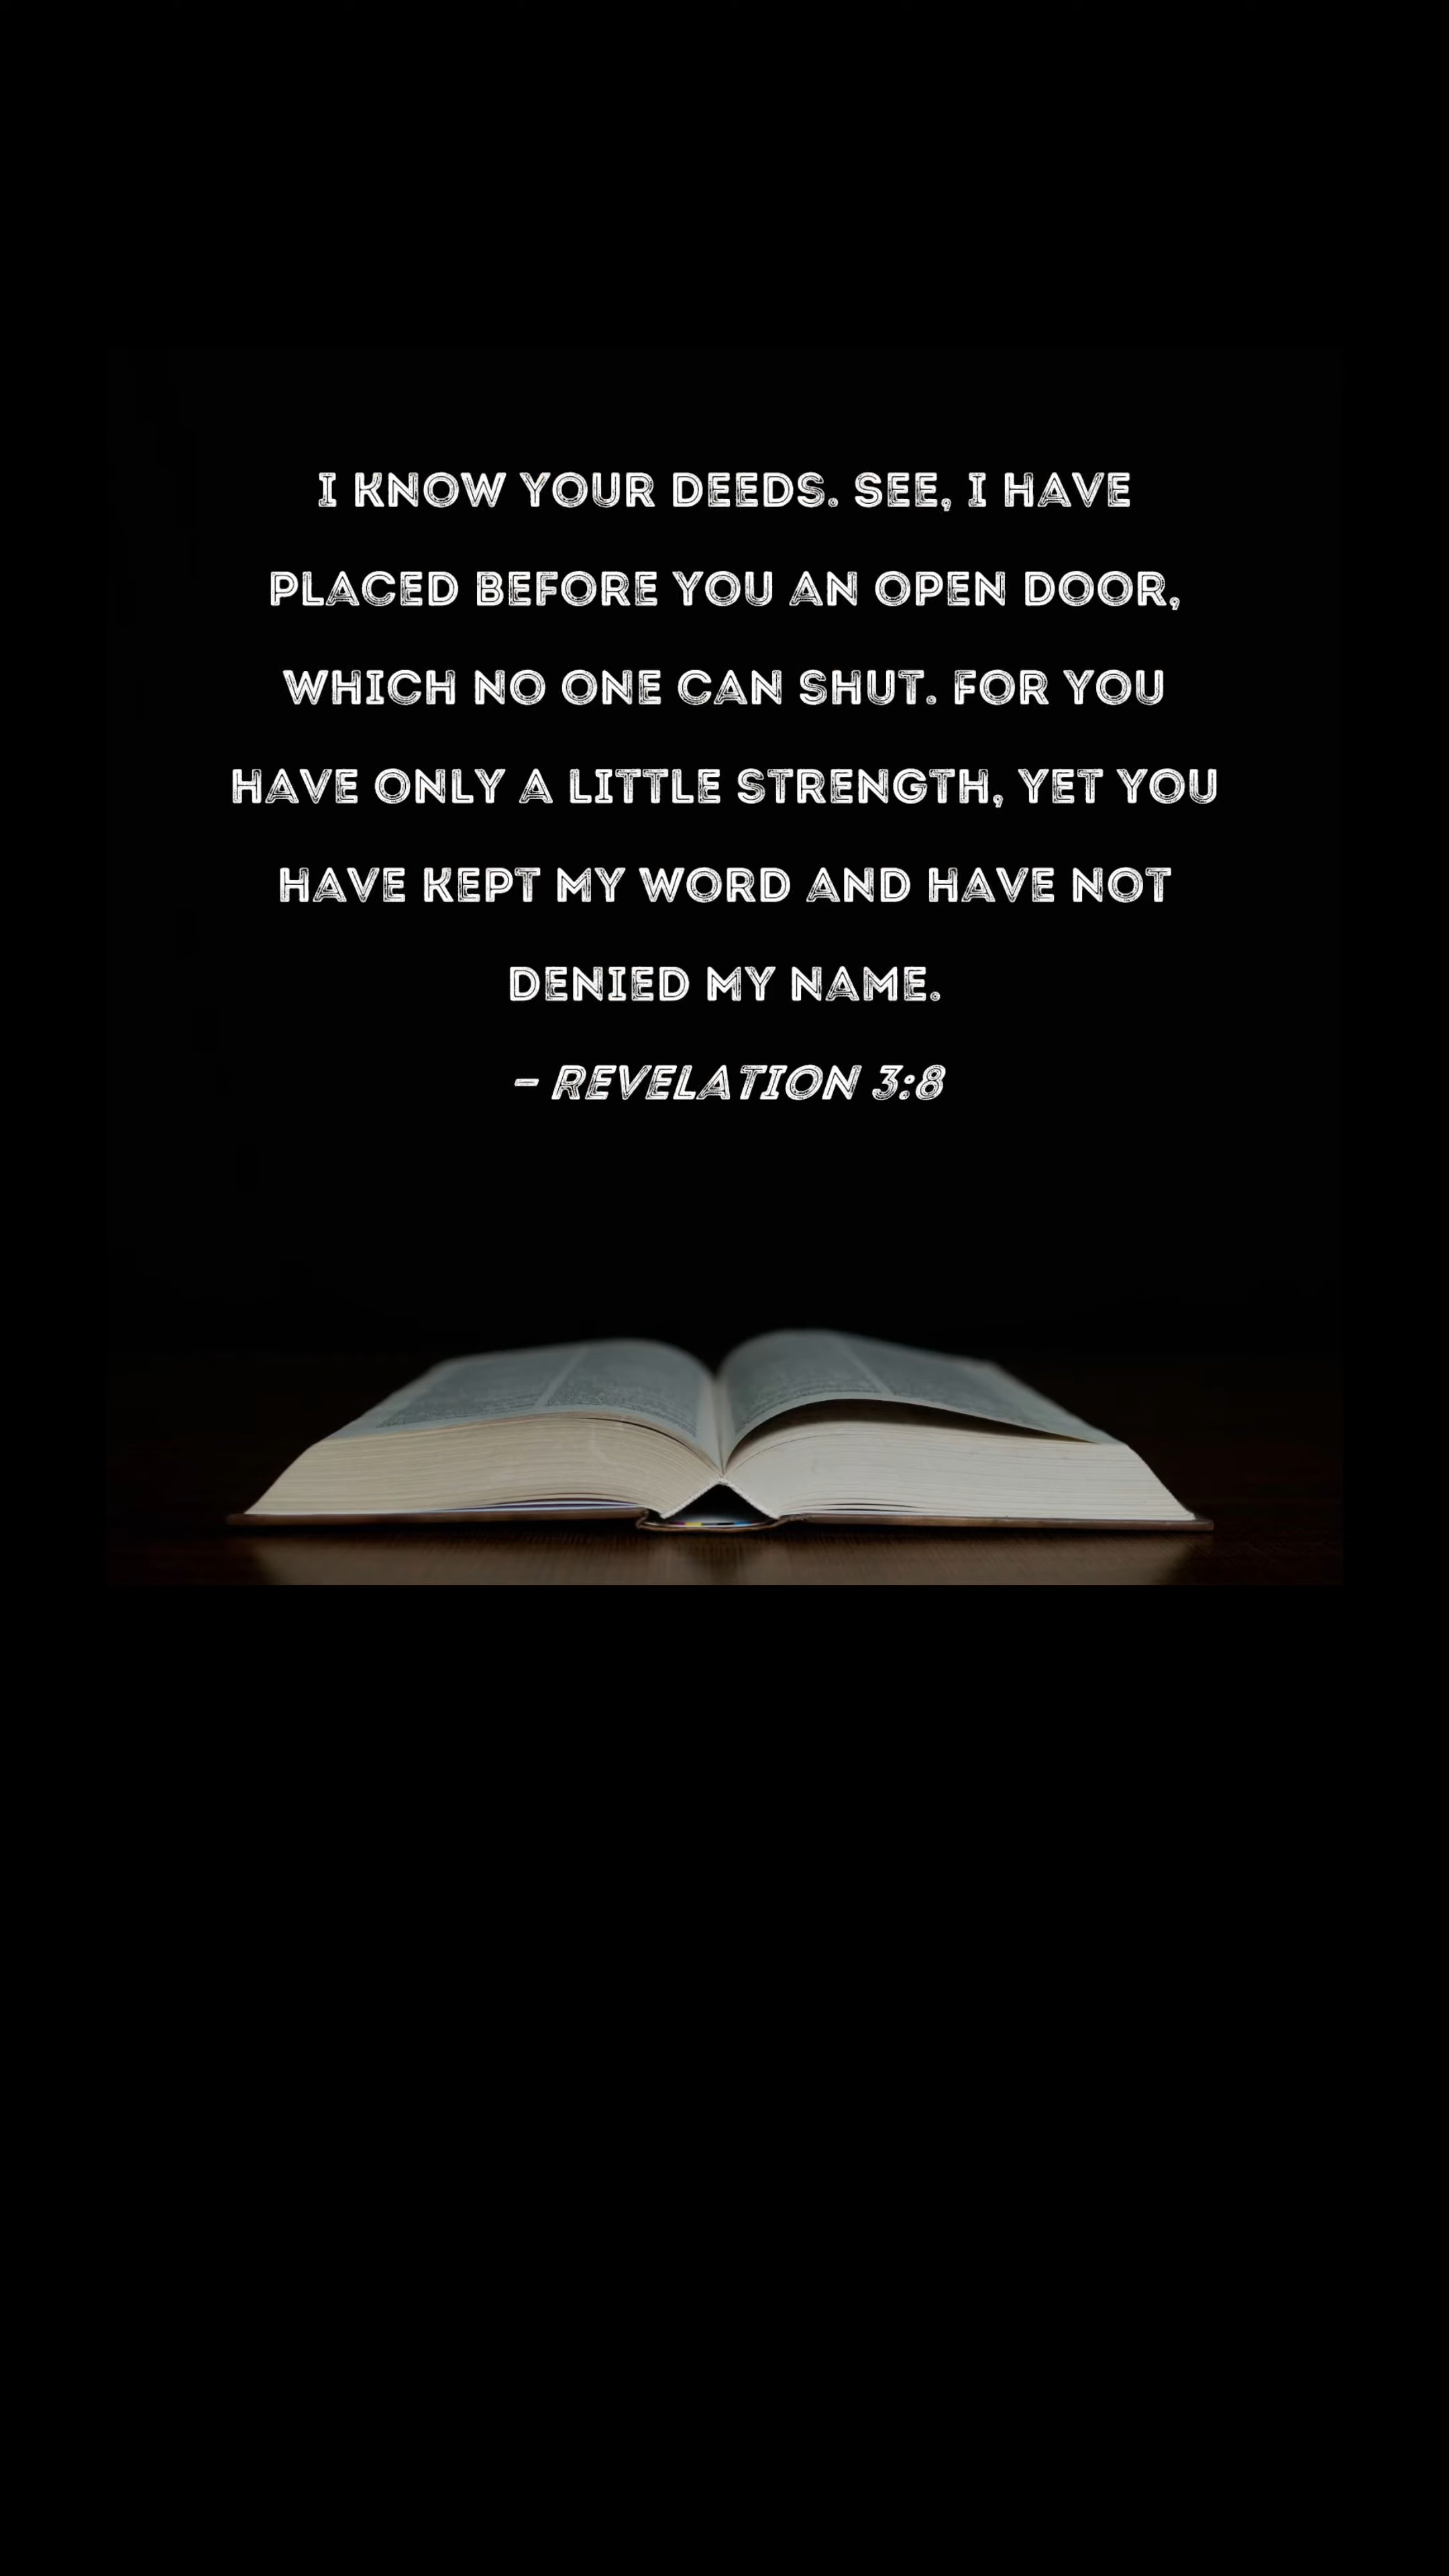 I KNOW YOUR DEEDS. SEE, I HAVE
PLACED BEFORE YOU AN OPEN DOOR,
WHICH NO ONE CAN SHUT. FOR YOU
HAVE ONLY A LITTLE STRENGTH, YET YOU
HAVE KEPT MY WORD AND HAVE NOT
DENIED MY NAME.
– REVELATION 3:8